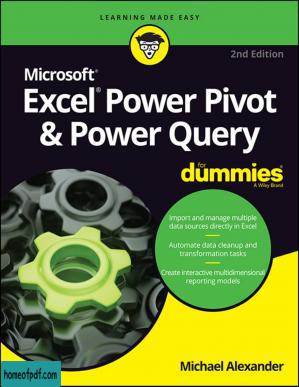 LEARNING MADE EASY
2nd Edition
Microsoft®
Excel® Power Pivot
& Power Query
for
dummies®
A Wiley Brand
Import and manage multiple
data sources directly in Excel
Automate data cleanup and
transformation tasks
Create interactive multidimensional
reporting models
Michael Alexander
homeofpdf.com